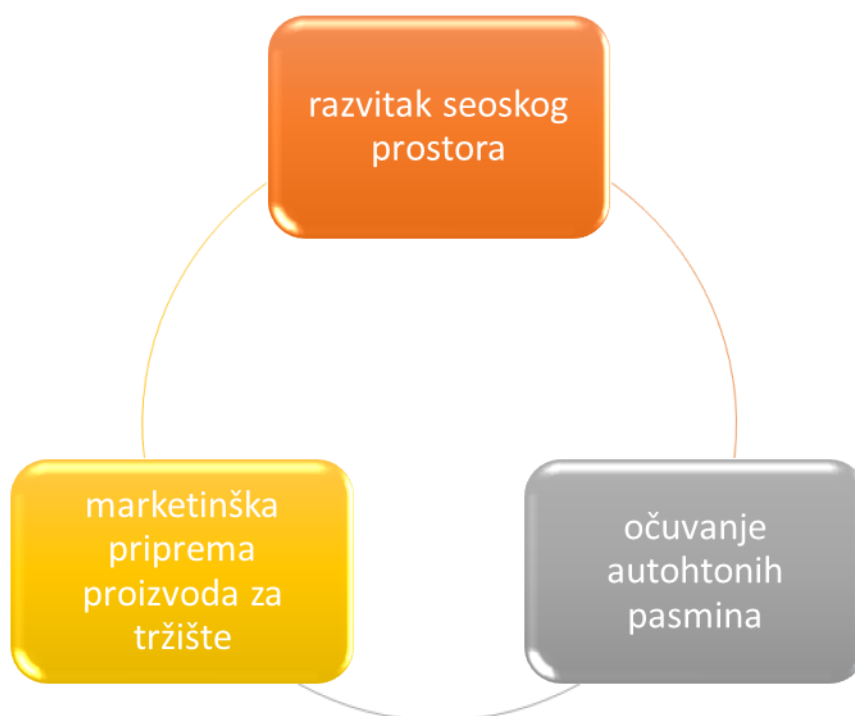 razvitak seoskog
prostora
marketinška
priprema
proizvoda za
tržište
očuvanje
autohtonih
pasmina